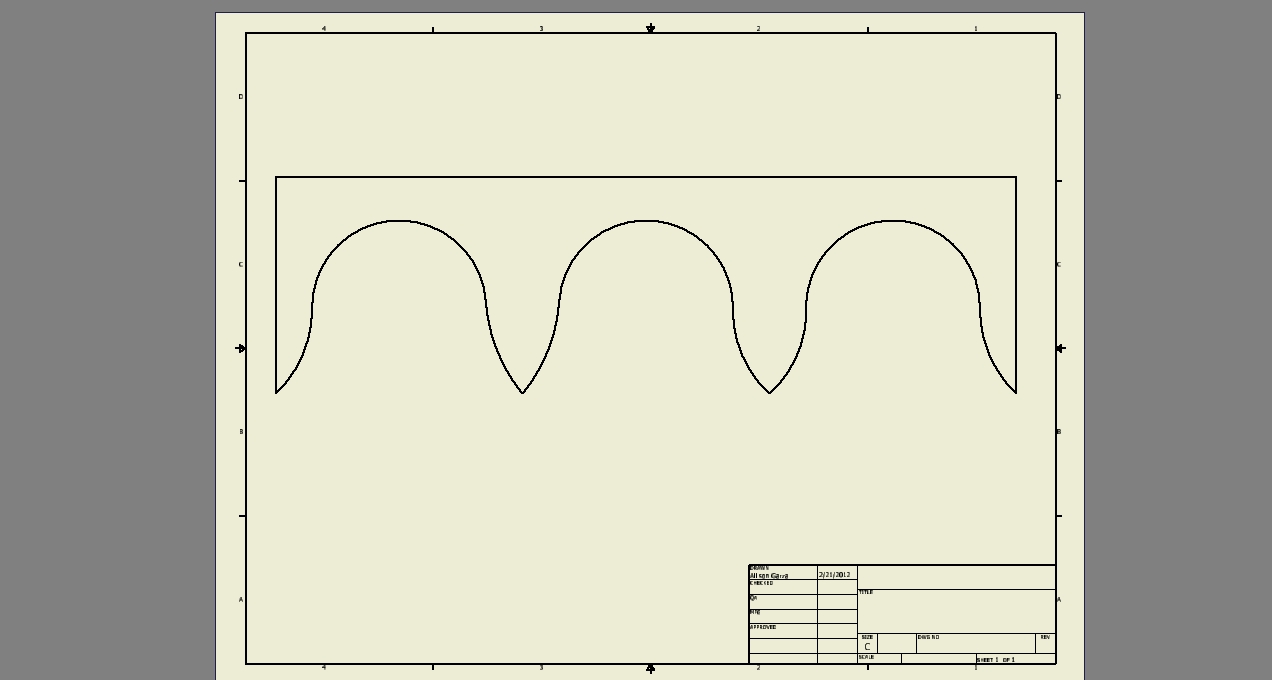 4 3 2 1
D D
C C
B B
A A
DRAWN
Allison Garza 2/21/2012
CHECKED
QA
TITLE
MFG
APPROVED
SIZE DWG NO REV
C
SCALE
SHEET 1 OF 1
4 3 2 1